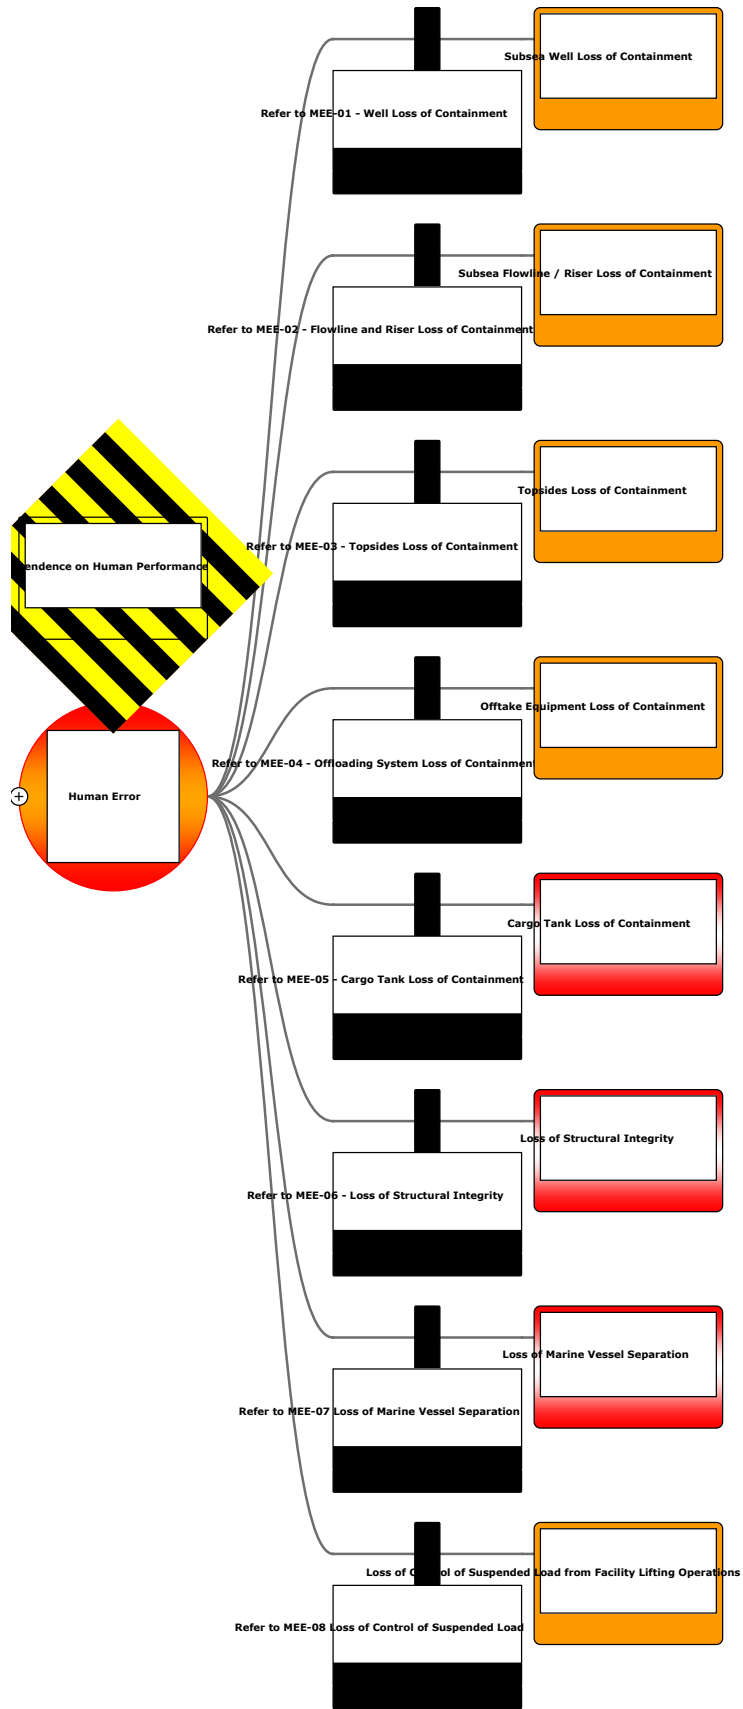 Subsea Well Loss of Containment
Refer to MEE-01 - Well Loss of Containment
Subsea Flowline / Riser Loss of Containment
Refer to MEE-02 - Flowline and Riser Loss of Containment
Topsides Loss of Containment
Refer to MEE-03 - Topsides Loss of Containment
endence on Human Performance
Offtake Equipment Loss of Containment
Refer to MEE-04 - Offloading System Loss of Containment
Human Error
Cargo Tank Loss of Containment
Refer to MEE-05 - Cargo Tank Loss of Containment
Loss of Structural Integrity
Refer to MEE-06 - Loss of Structural Integrity
Loss of Marine Vessel Separation
Refer to MEE-07 Loss of Marine Vessel Separation
Loss of Control of Suspended Load from Facility Lifting Operations
Refer to MEE-08 Loss of Control of Suspended Load